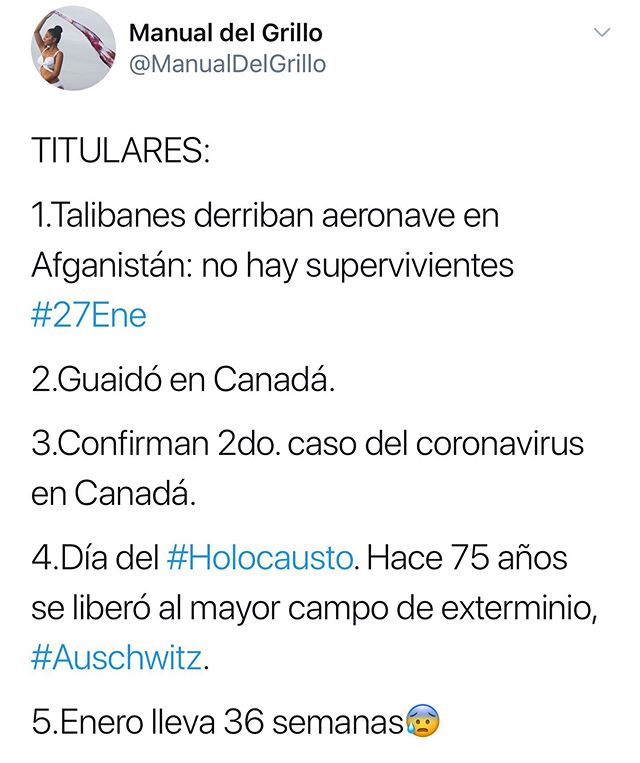 Manual del Grillo
@ManualDelGrillo
TITULARES:
1.Talibanes derriban aeronave en
Afganistán: no hay supervivientes
#27Ene
2.Guaidó en Canadá.
3.Confirman 2do. caso del coronavirus
en Canadá.
4.Día del #Holocausto. Hace 75 años
se liberó al mayor campo de exterminio,
#Auschwitz.
5.Enero lleva 36 semanas😰